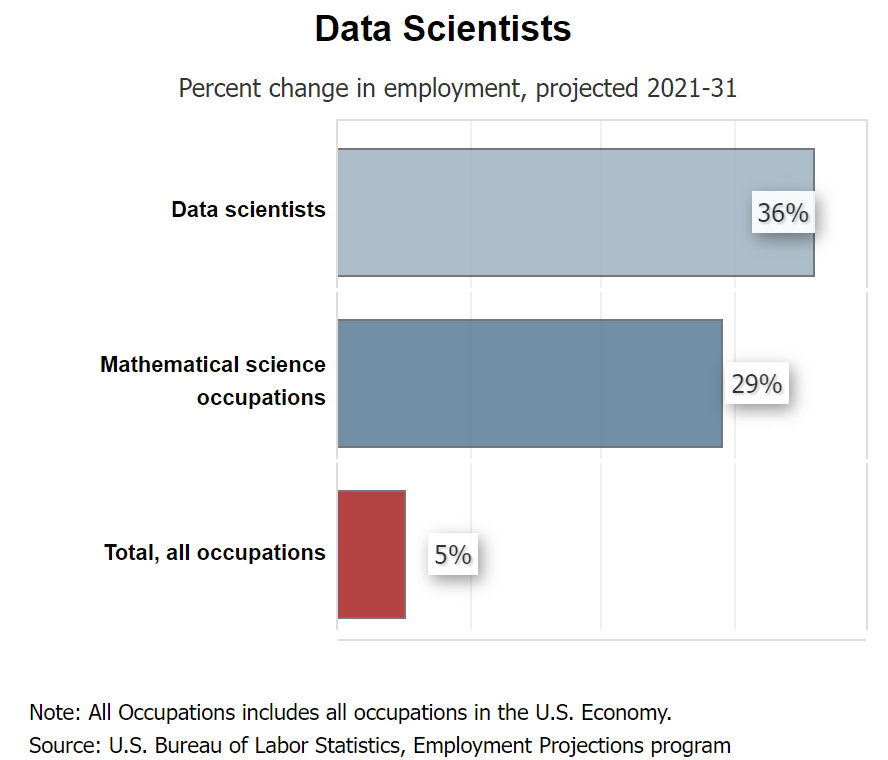 Data Scientists
Percent change in employment, projected 2021-31
Data scientists
36%
Mathematical science
occupations
29%
Total, all occupations
5%
Note: All Occupations includes all occupations in the U.S. Economy.
Source: U.S. Bureau of Labor Statistics, Employment Projections program